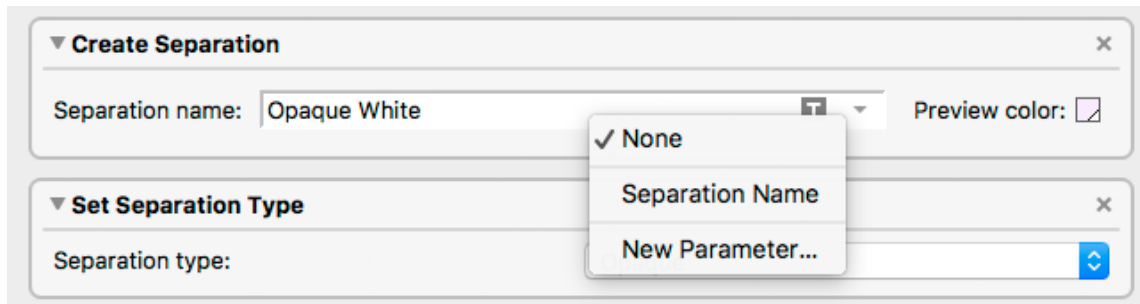 Create Separation
Separation name: Opaque White T Preview color:
None
Separation Name
Set Separation Type
New Parameter...
Separation type: